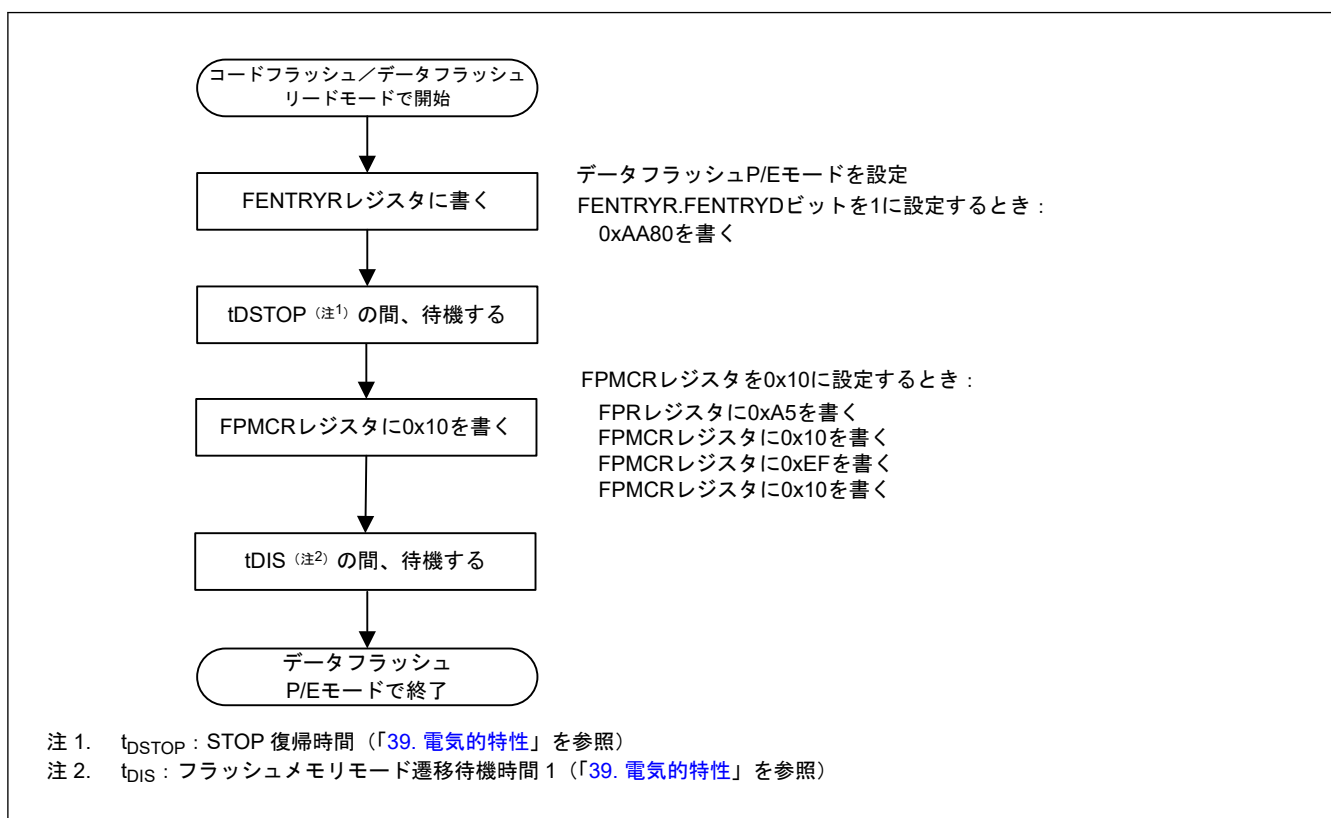 コードフラッシュ／データフラッシュ
リードモードで開始
FENTRYRレジスタに書く
データフラッシュP/Eモードを設定
FENTRYR.FENTRYDビットを1に設定するとき：
0xAA80を書く
tDSTOP（注1）の間、待機する
FPMCRレジスタに0x10を書く
FPMCRレジスタを0x10に設定するとき：
FPRレジスタに0xA5を書く
FPMCRレジスタに0x10を書く
FPMCRレジスタに0xEFを書く
FPMCRレジスタに0x10を書く
tDIS（注2）の間、待機する
データフラッシュ
P/Eモードで終了
注 1. tDSTOP：STOP 復帰時間（「39. 電気的特性」を参照）
注 2. tDIS：フラッシュメモリモード遷移待機時間 1（「39. 電気的特性」を参照）